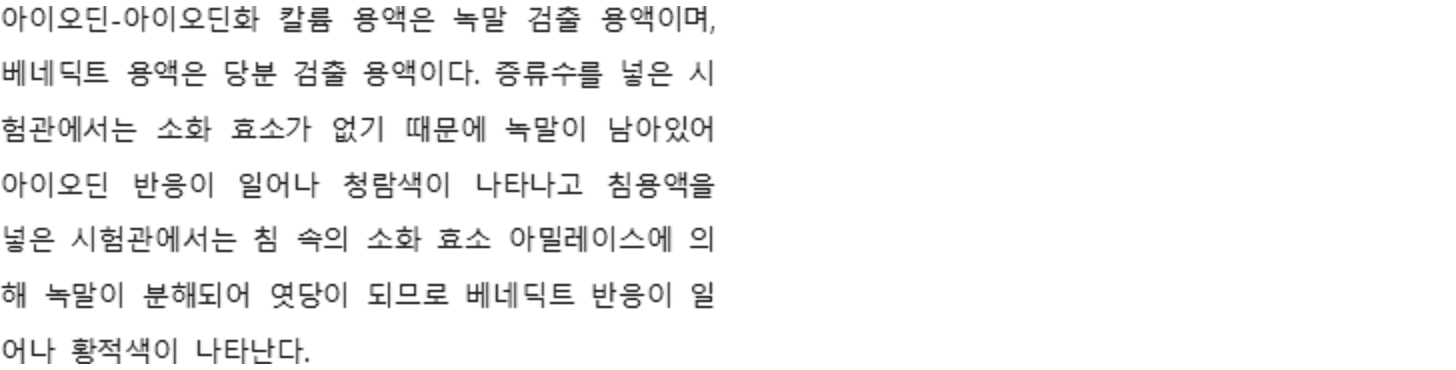 아이오딘-아이오딘화 칼륨 용액은 녹말 검출 용액이며,
베네딕트 용액은 당분 검출 용액이다. 증류수를 넣은 시
험관에서는 소화 효소가 없기 때문에 녹말이 남아있어
아이오딘 반응이 일어나 청람색이 나타나고 침용액을
넣은 시험관에서는 침 속의 소화 효소 아밀레이스에 의
해 녹말이 분해되어 엿당이 되므로 베네딕트 반응이 일
어나 황적색이 나타난다.